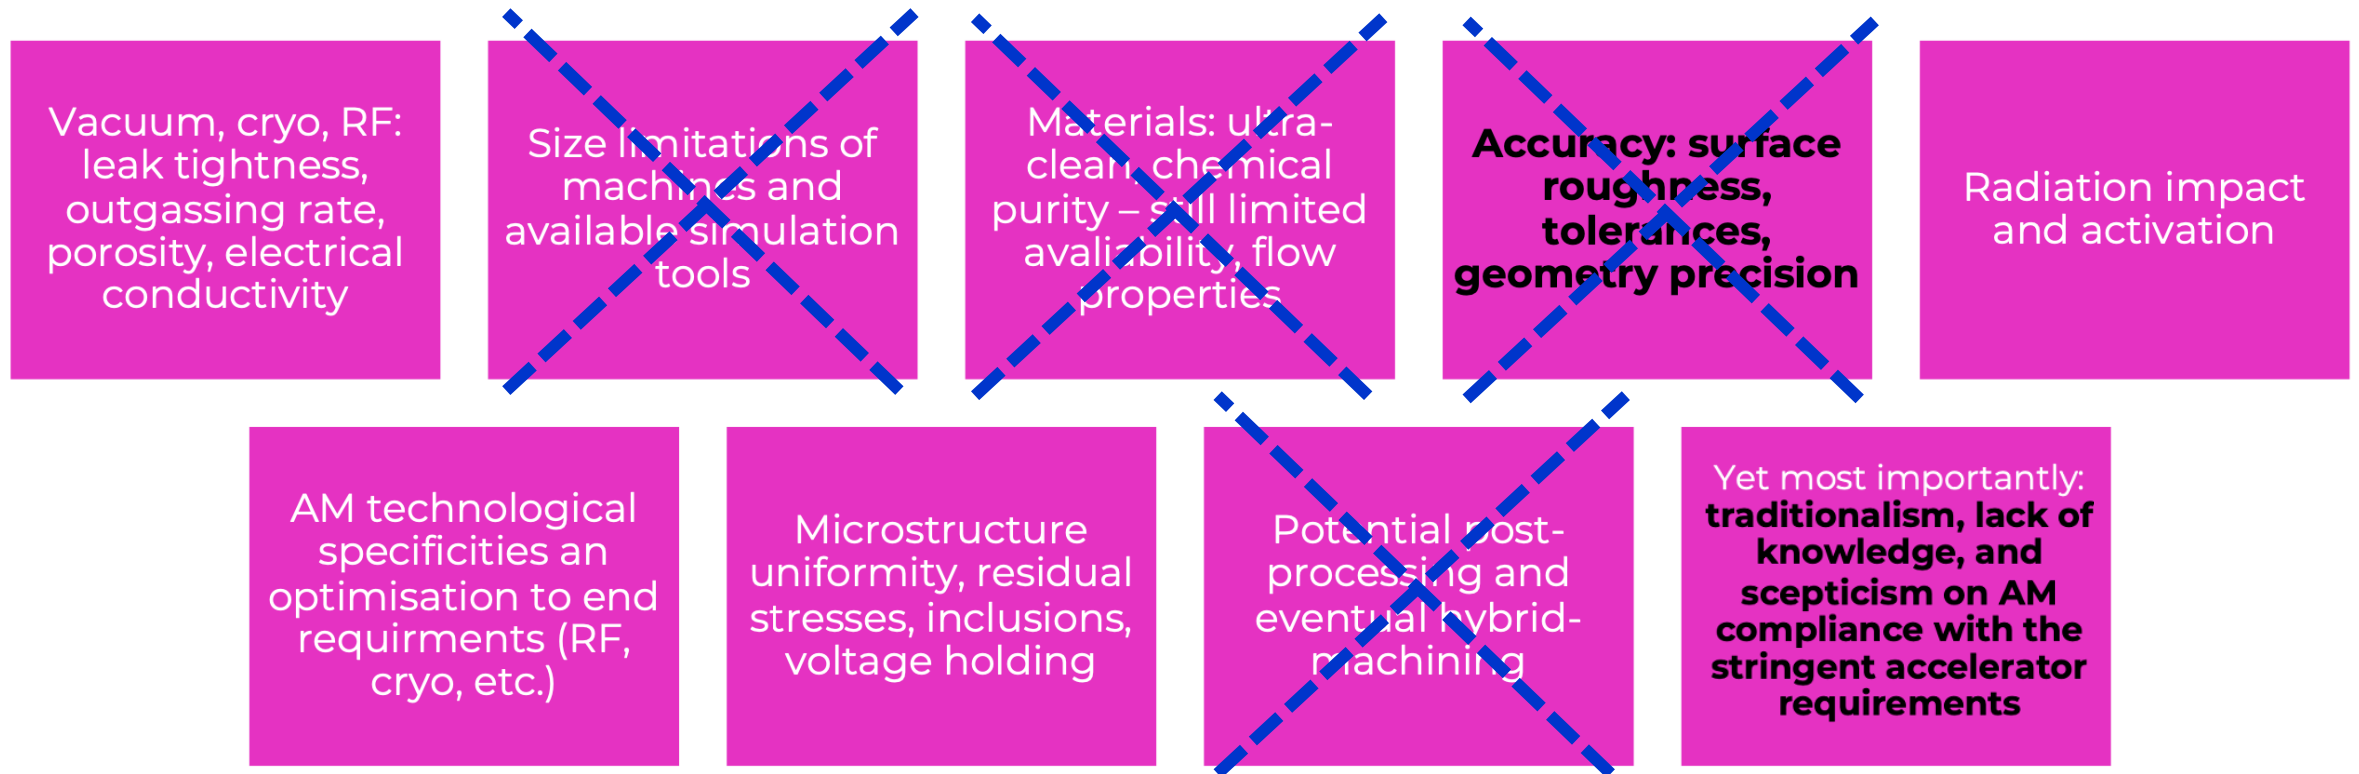 Vacuum, cryo, RF:
leak tightness,
outgassing rate,
porosity, electrical
conductivity
Size limitations of
machines and
available simulation
tools
Materials: ultra-
clean, chemical
purity – still limited
avaliability, flow
properties
Accuracy: surface
roughness,
tolerances,
geometry precision
Radiation impact
and activation
AM technological
specificities an
optimisation to end
requirments (RF,
cryo, etc.)
Microstructure
uniformity, residual
stresses, inclusions,
voltage holding
Potential post-
processing and
eventual hybrid-
machining
Yet most importantly:
traditionalism, lack of
knowledge, and
scepticism on AM
compliance with the
stringent accelerator
requirements